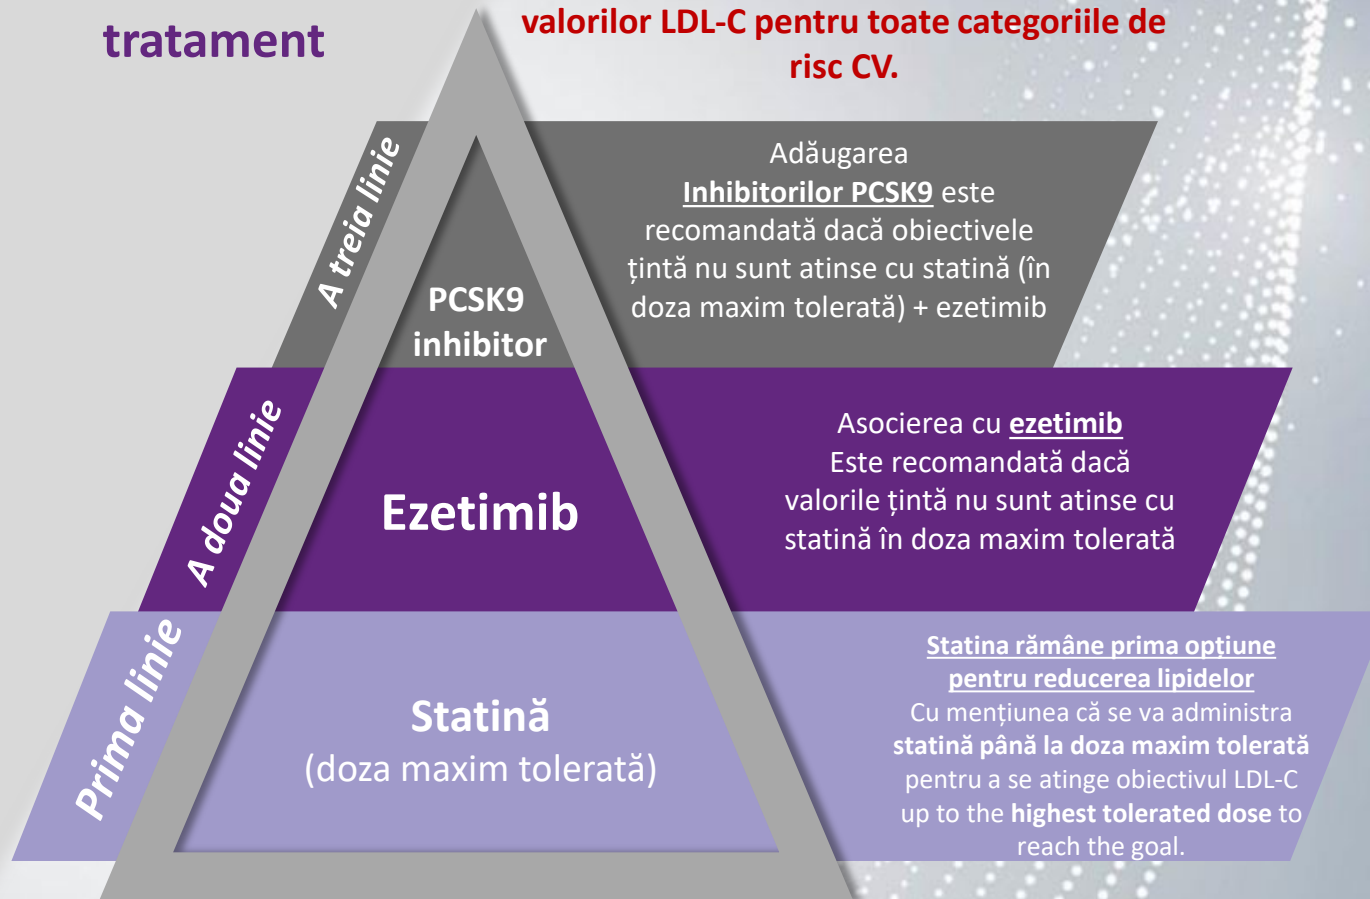 tratament
valorilor LDL-C pentru toate categoriile de
risc CV.
A treia linie
PCSK9
inhibitor
Adăugarea
Inhibitorilor PCSK9 este
recomandată dacă obiectivele
țintă nu sunt atinse cu statină (în
doza maxim tolerată) + ezetimib
A doua linie
Ezetimib
Asocierea cu ezetimib
Este recomandată dacă
valorile țintă nu sunt atinse cu
statină în doza maxim tolerată
Prima linie
Statină
(doza maxim tolerată)
Statina rămâne prima opțiune
pentru reducerea lipidelor
Cu mențiunea că se va administra
statină până la doza maxim tolerată
pentru a se atinge obiectivul LDL-C
up to the highest tolerated dose to
reach the goal.